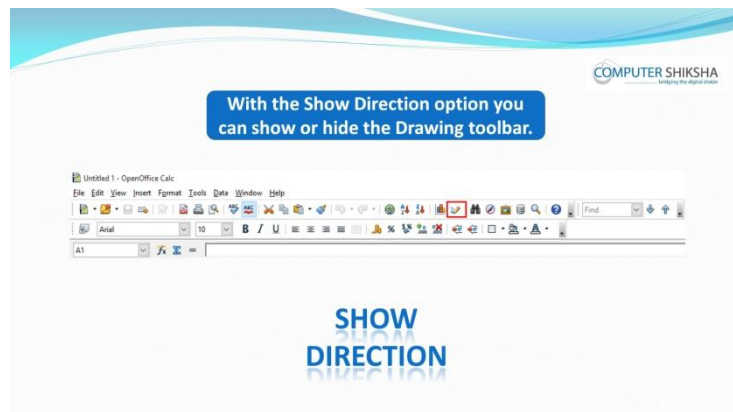 COMPUTER SHIKSHA
bridging the digital divide
With the Show Direction option you
can show or hide the Drawing toolbar.
Untitled 1 - OpenOffice Calc
File Edit View Insert Format Tools Data Window Help
Find
Arial 10 B I U
A1
SHOW
DIRECTION